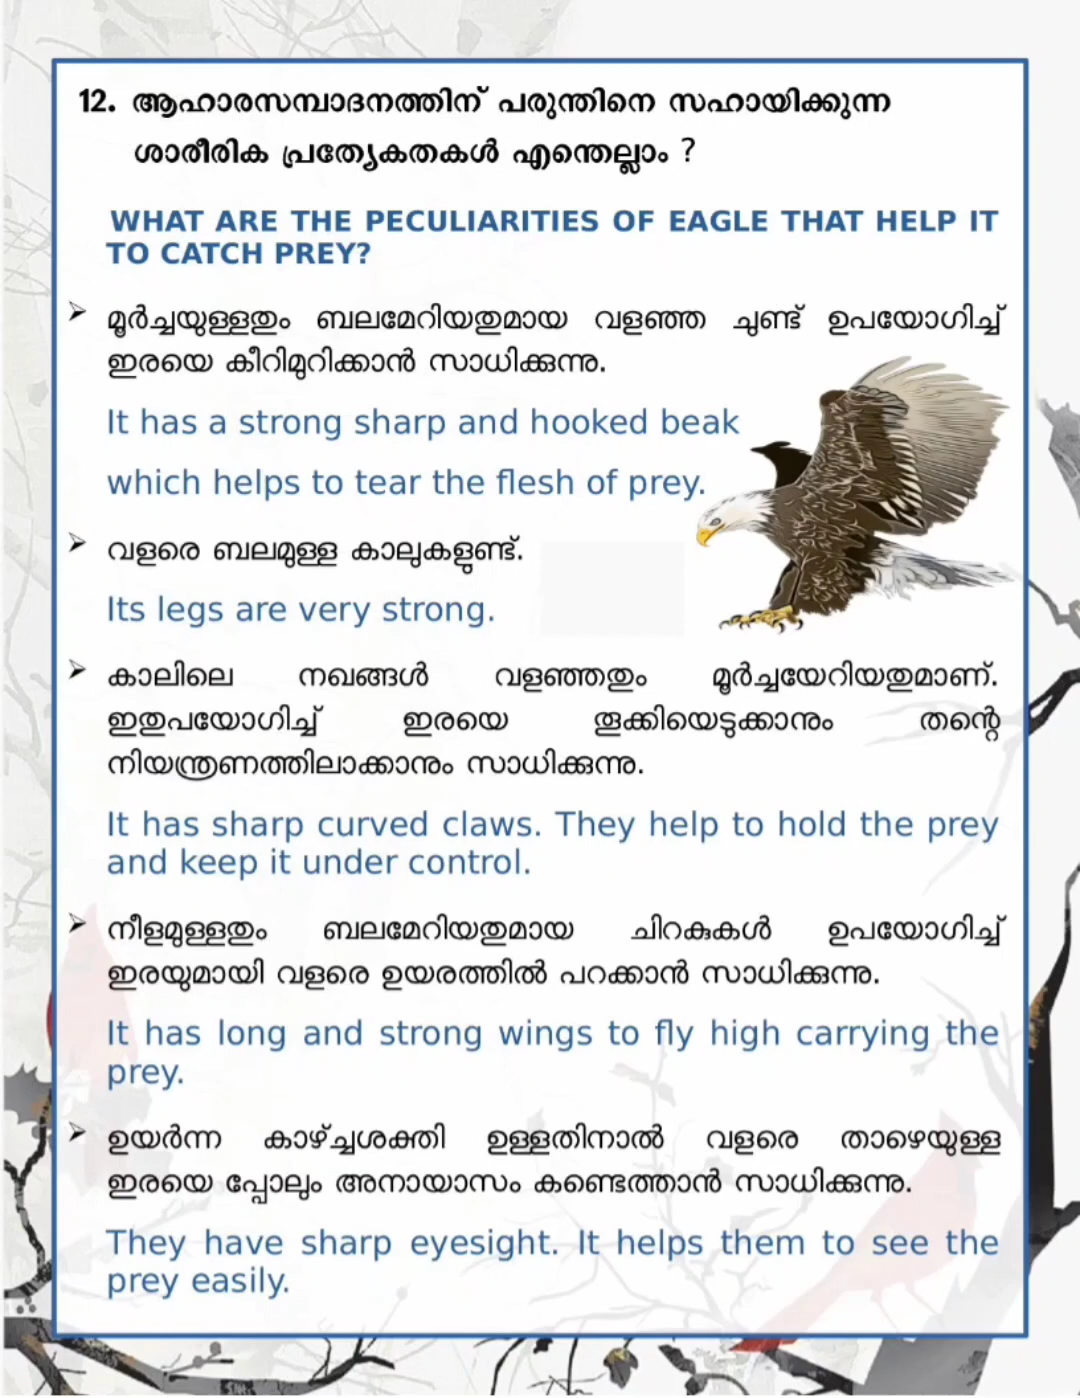 12. ആഹാരസമ്പാദനത്തിന് പരുന്തിനെ സഹായിക്കുന്ന
ശാരീരിക പ്രത്യേകതകൾ എന്തെല്ലാം ?
WHAT ARE THE PECULIARITIES OF EAGLE THAT HELP IT
TO CATCH PREY?
➢ മൂർച്ചയുള്ളതും ബലമേറിയതുമായ വളഞ്ഞ ചുണ്ട് ഉപയോഗിച്ച്
ഇരയെ കീറിമുറിക്കാൻ സാധിക്കുന്നു.
It has a strong sharp and hooked beak
which helps to tear the flesh of prey.
➢ വളരെ ബലമുള്ള കാലുകളുണ്ട്.
Its legs are very strong.
➢ കാലിലെ നഖങ്ങൾ വളഞ്ഞതും മൂർച്ചയേറിയതുമാണ്.
ഇതുപയോഗിച്ച് ഇരയെ തൂക്കിയെടുക്കാനും തന്റെ
നിയന്ത്രണത്തിലാക്കാനും സാധിക്കുന്നു.
It has sharp curved claws. They help to hold the prey
and keep it under control.
➢ നീളമുള്ളതും ബലമേറിയതുമായ ചിറകുകൾ ഉപയോഗിച്ച്
ഇരയുമായി വളരെ ഉയരത്തിൽ പറക്കാൻ സാധിക്കുന്നു.
It has long and strong wings to fly high carrying the
prey.
➢ ഉയർന്ന കാഴ്ച്ചശക്തി ഉള്ളതിനാൽ വളരെ താഴെയുള്ള
ഇരയെ പ്പോലും അനായാസം കണ്ടെത്താൻ സാധിക്കുന്നു.
They have sharp eyesight. It helps them to see the
prey easily.